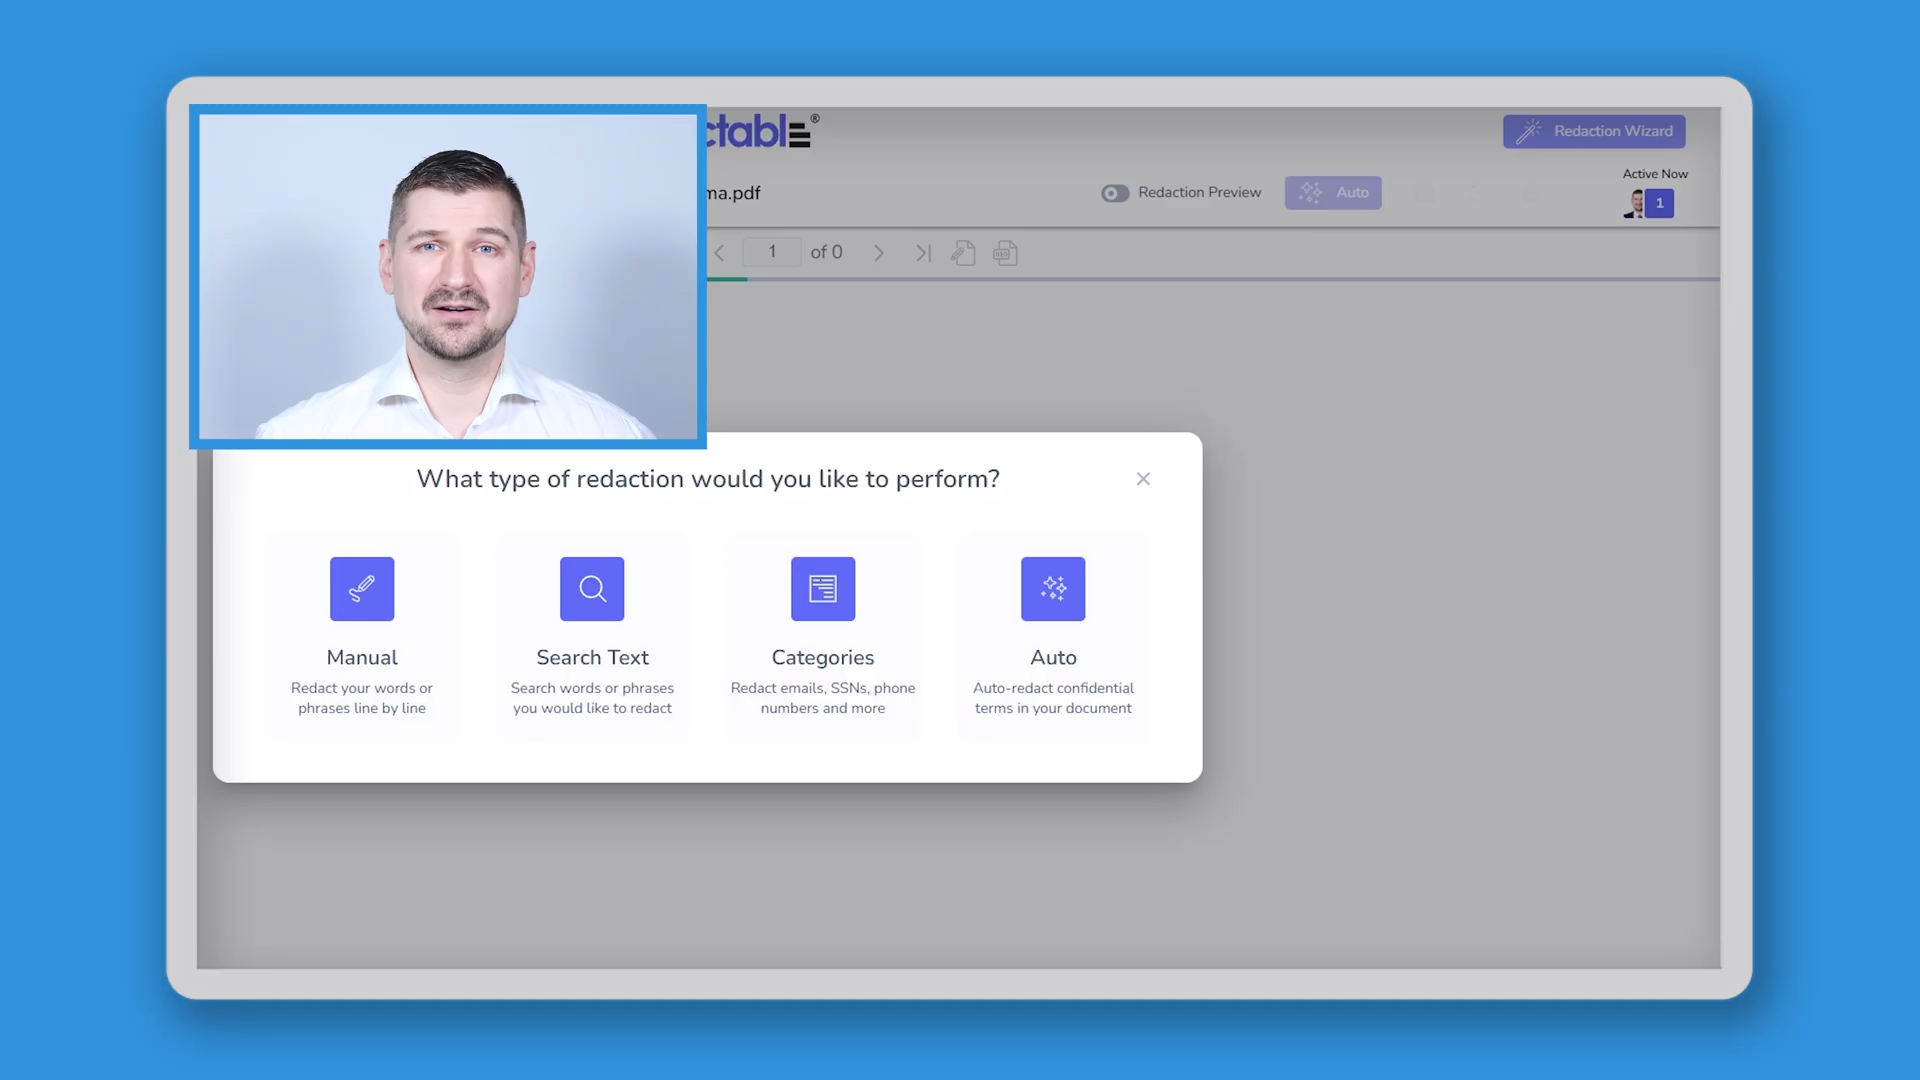 ctable®
Redaction Wizard
Active Now
ma.pdf
Redaction Preview
Auto
1
1 of 0
What type of redaction would you like to perform?
Manual
Redact your words or
phrases line by line
Search Text
Search words or phrases
you would like to redact
Categories
Redact emails, SSNs, phone
numbers and more
Auto
Auto-redact confidential
terms in your document